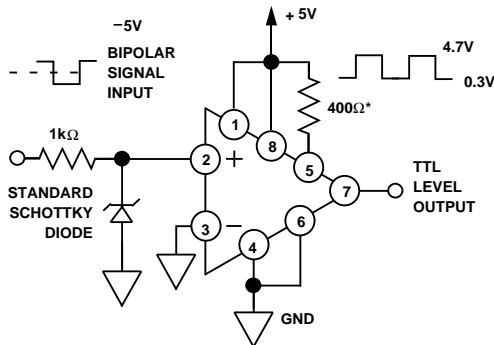 −5V
BIPOLAR
SIGNAL
INPUT
+ 5V
4.7V
0.3V
400Ω*
1kΩ
1
8
5
2
+
7
TTL
LEVEL
OUTPUT
STANDARD
SCHOTTKY
DIODE
3
−
4
6
GND